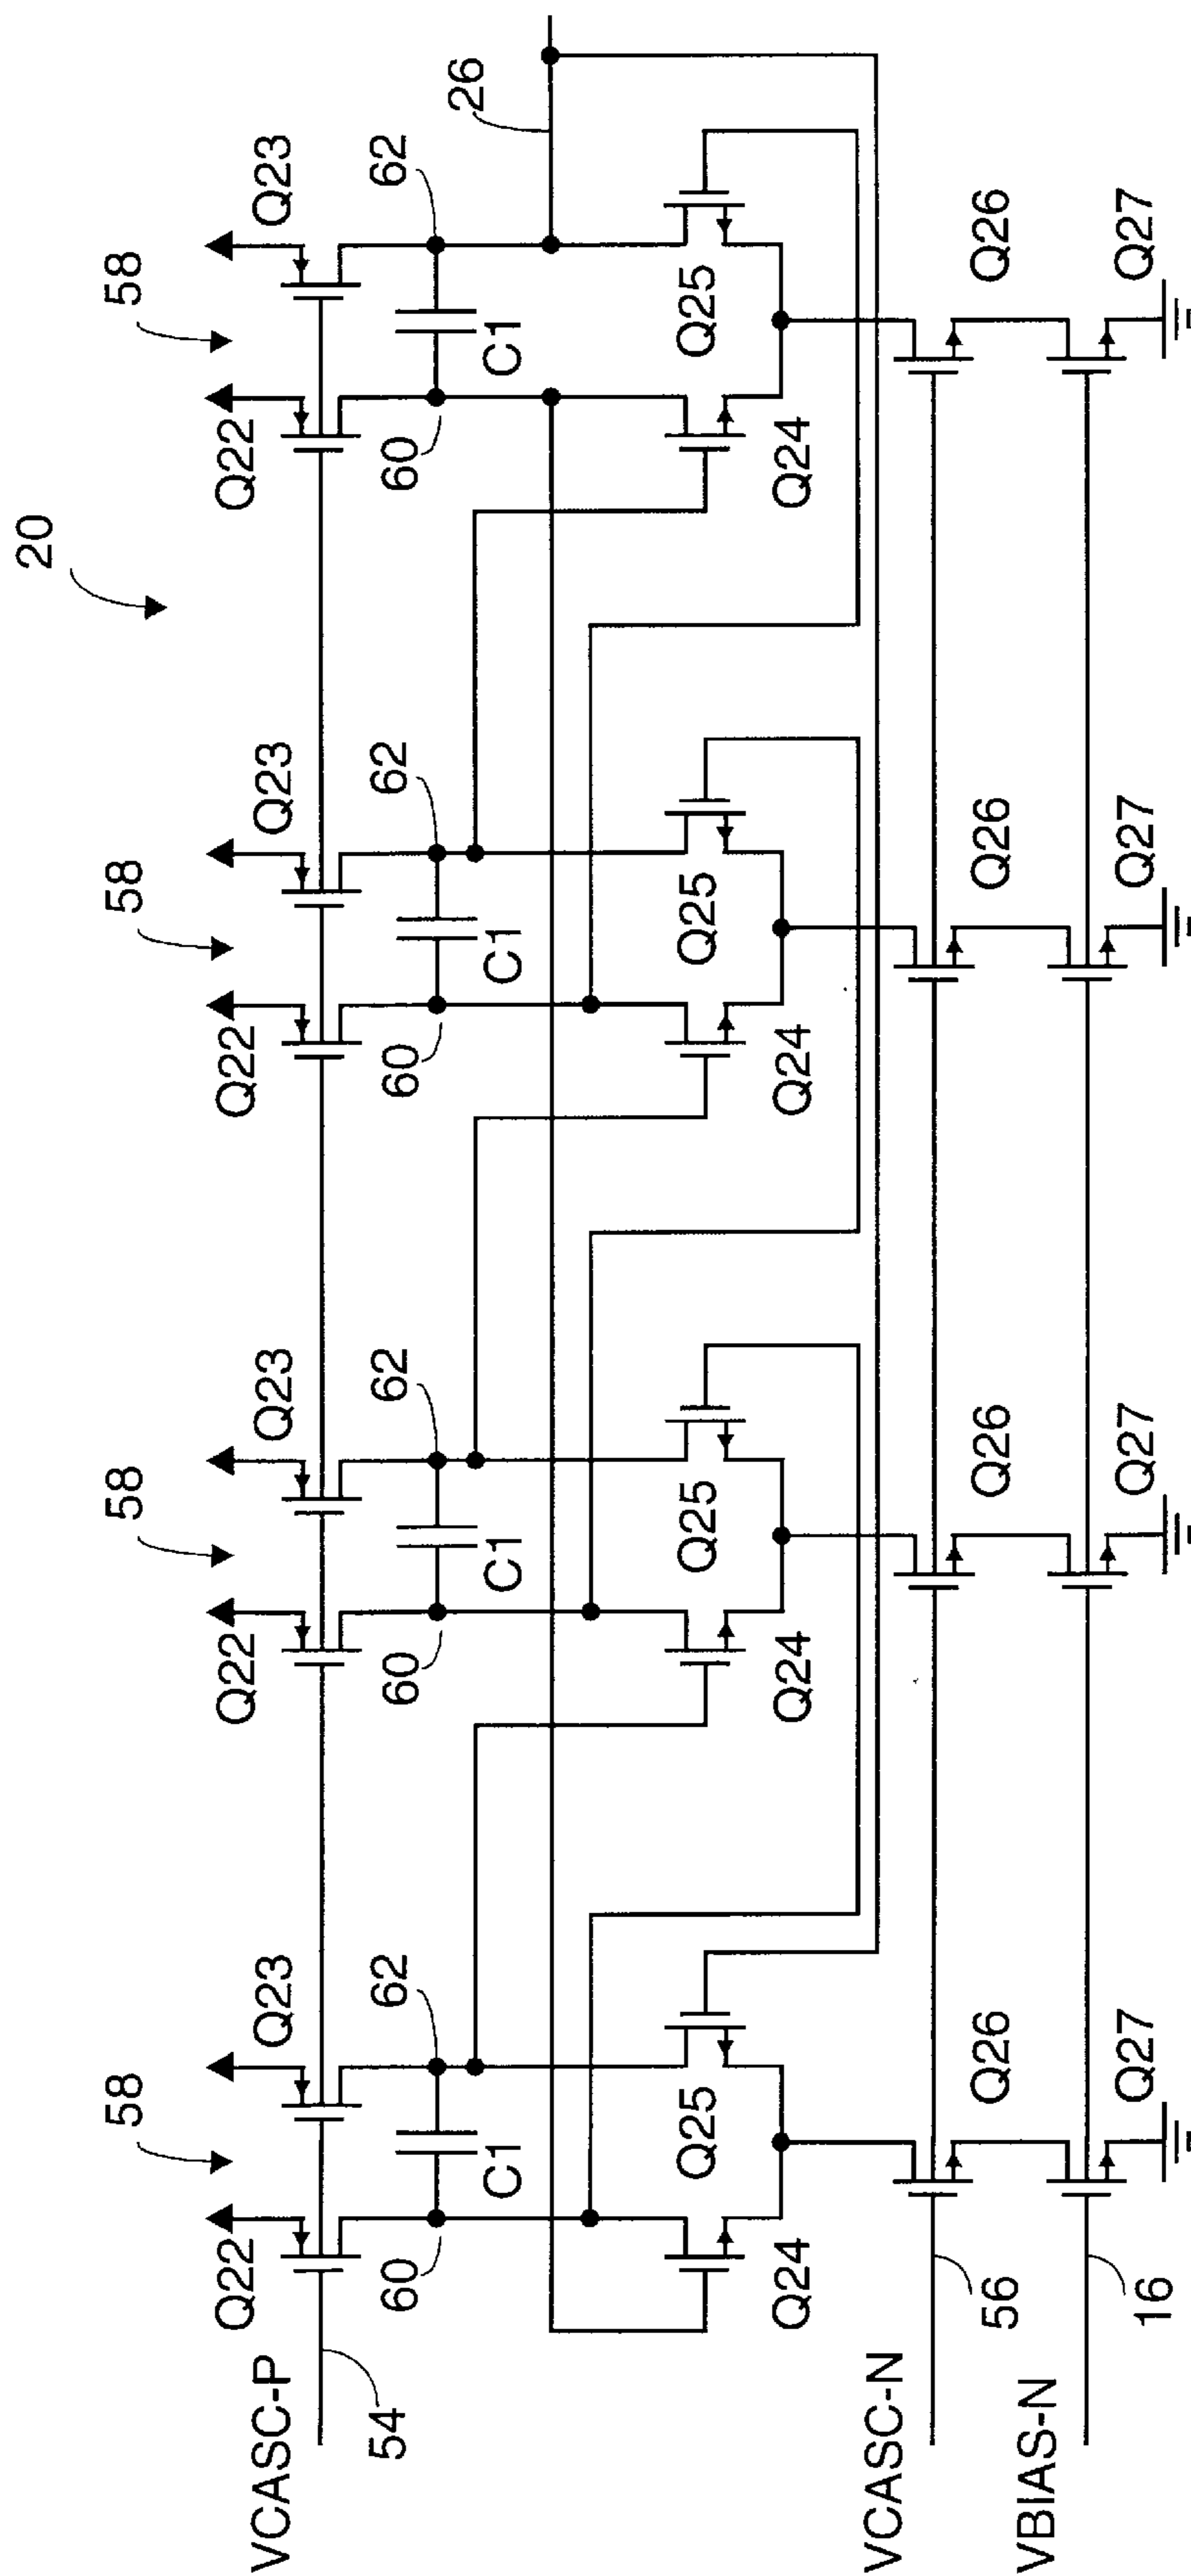 20
58 58 58 58
Q22 Q23 Q22 Q23 Q22 Q23 Q22 Q23
VCASC-P
54
60 62 60 62 60 62 60 62
C1 C1 C1 C1
26
Q24 Q25 Q24 Q25 Q24 Q25 Q24 Q25
VCASC-N
56
Q26 Q26 Q26 Q26
VBIAS-N
16
Q27 Q27 Q27 Q27